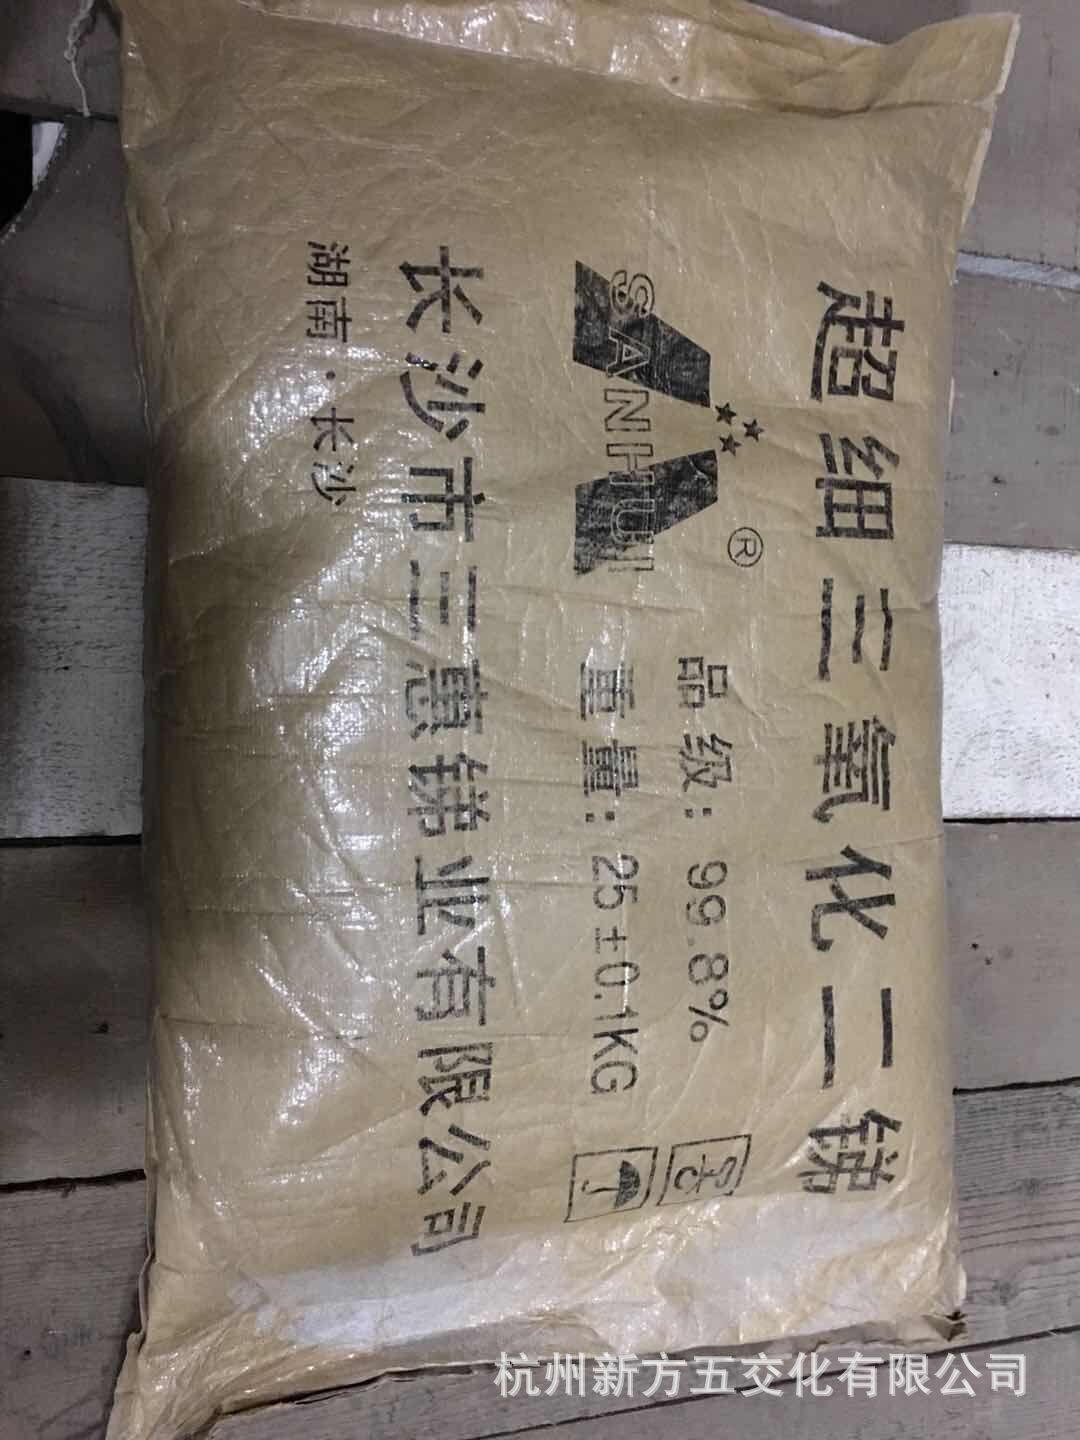 超细三氧化二锑
SANHUI
®
品级：99.8%
重量：25±0.1KG
长沙市三惠锑业有限公司
湖南·长沙
杭州新方五交化有限公司